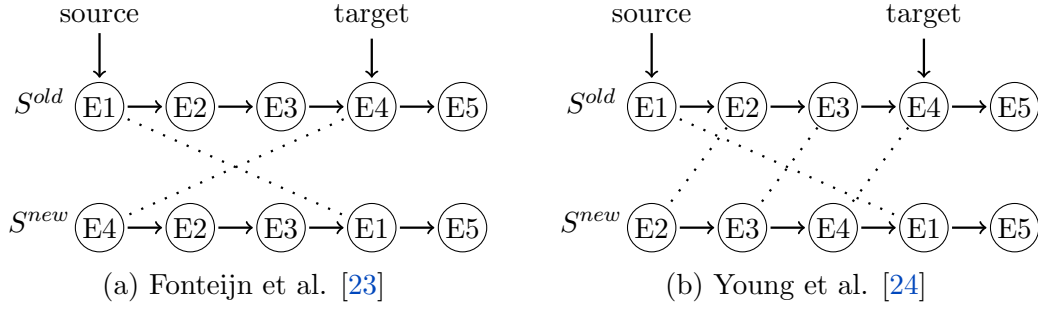 source target source target
S^old E1 E2 E3 E4 E5 S^old E1 E2 E3 E4 E5
S^new E4 E2 E3 E1 E5 S^new E2 E3 E4 E1 E5
(a) Fonteijn et al. [23] (b) Young et al. [24]